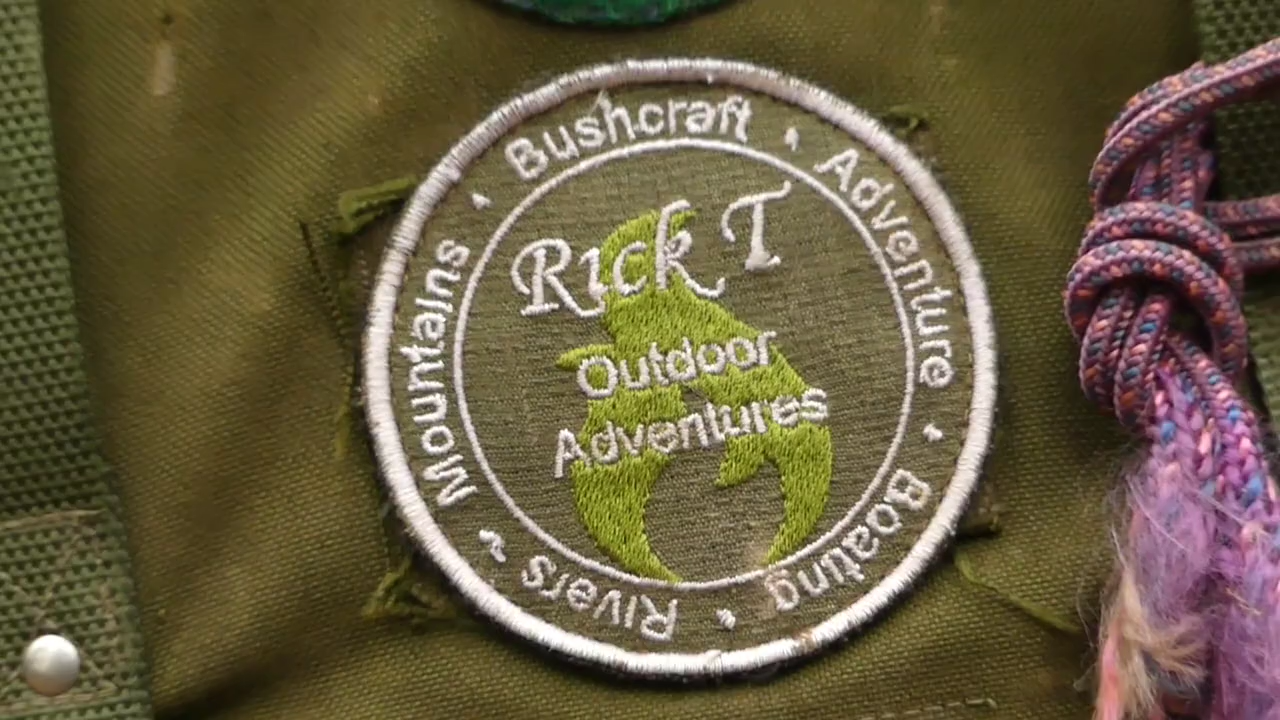 Bushcraft • Adventure • Boating • Rivers • Mountains •
Rick T
Outdoor
Adventures